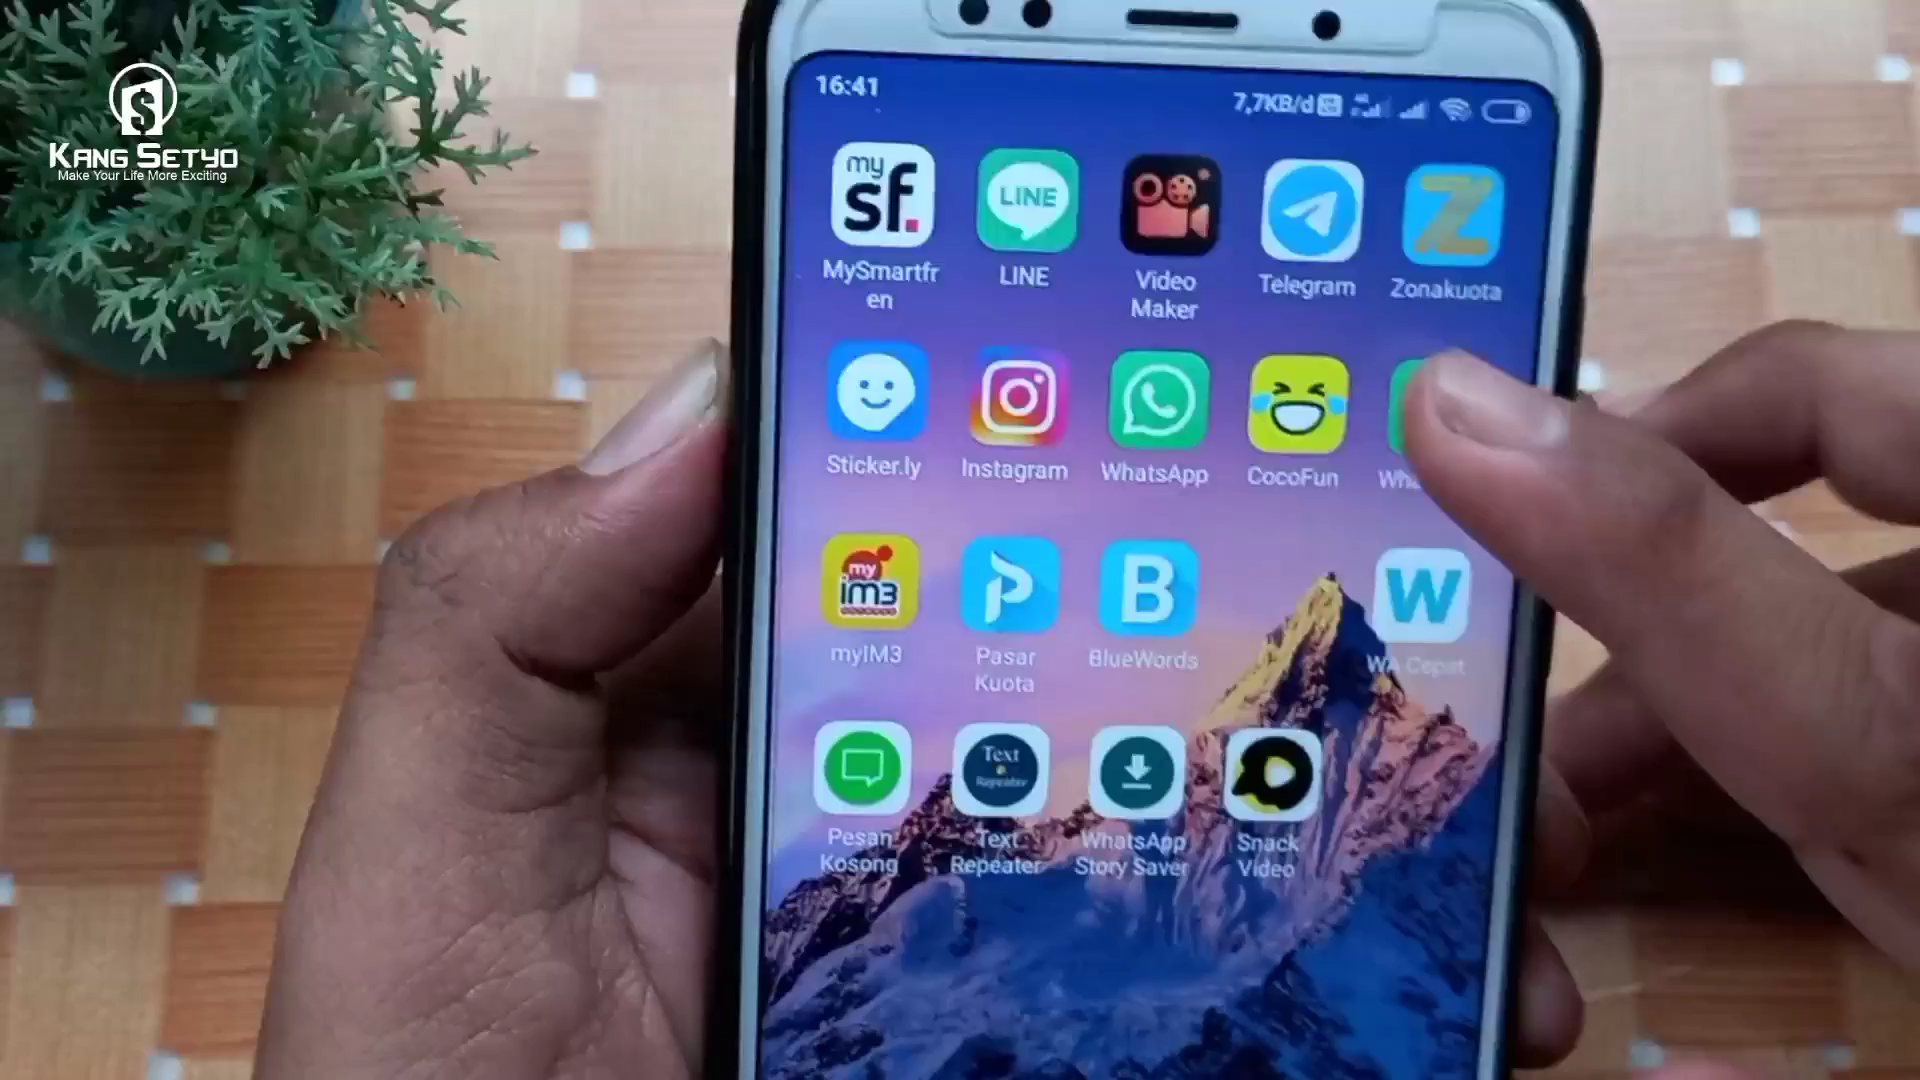 KANG SETYO
Make Your Life More Exciting
16:41
7,7KB/d
my
sf.
LINE
MySmartfr
en
LINE
Video
Maker
Telegram
Zonakuota
Sticker.ly
Instagram
WhatsApp
CocoFun
my
im3
B
W
myIM3
Pasar
Kuota
BlueWords
WA Cepat
Text
Repeater
Pesan
Kosong
Text
Repeater
WhatsApp
Story Saver
Snack
Video